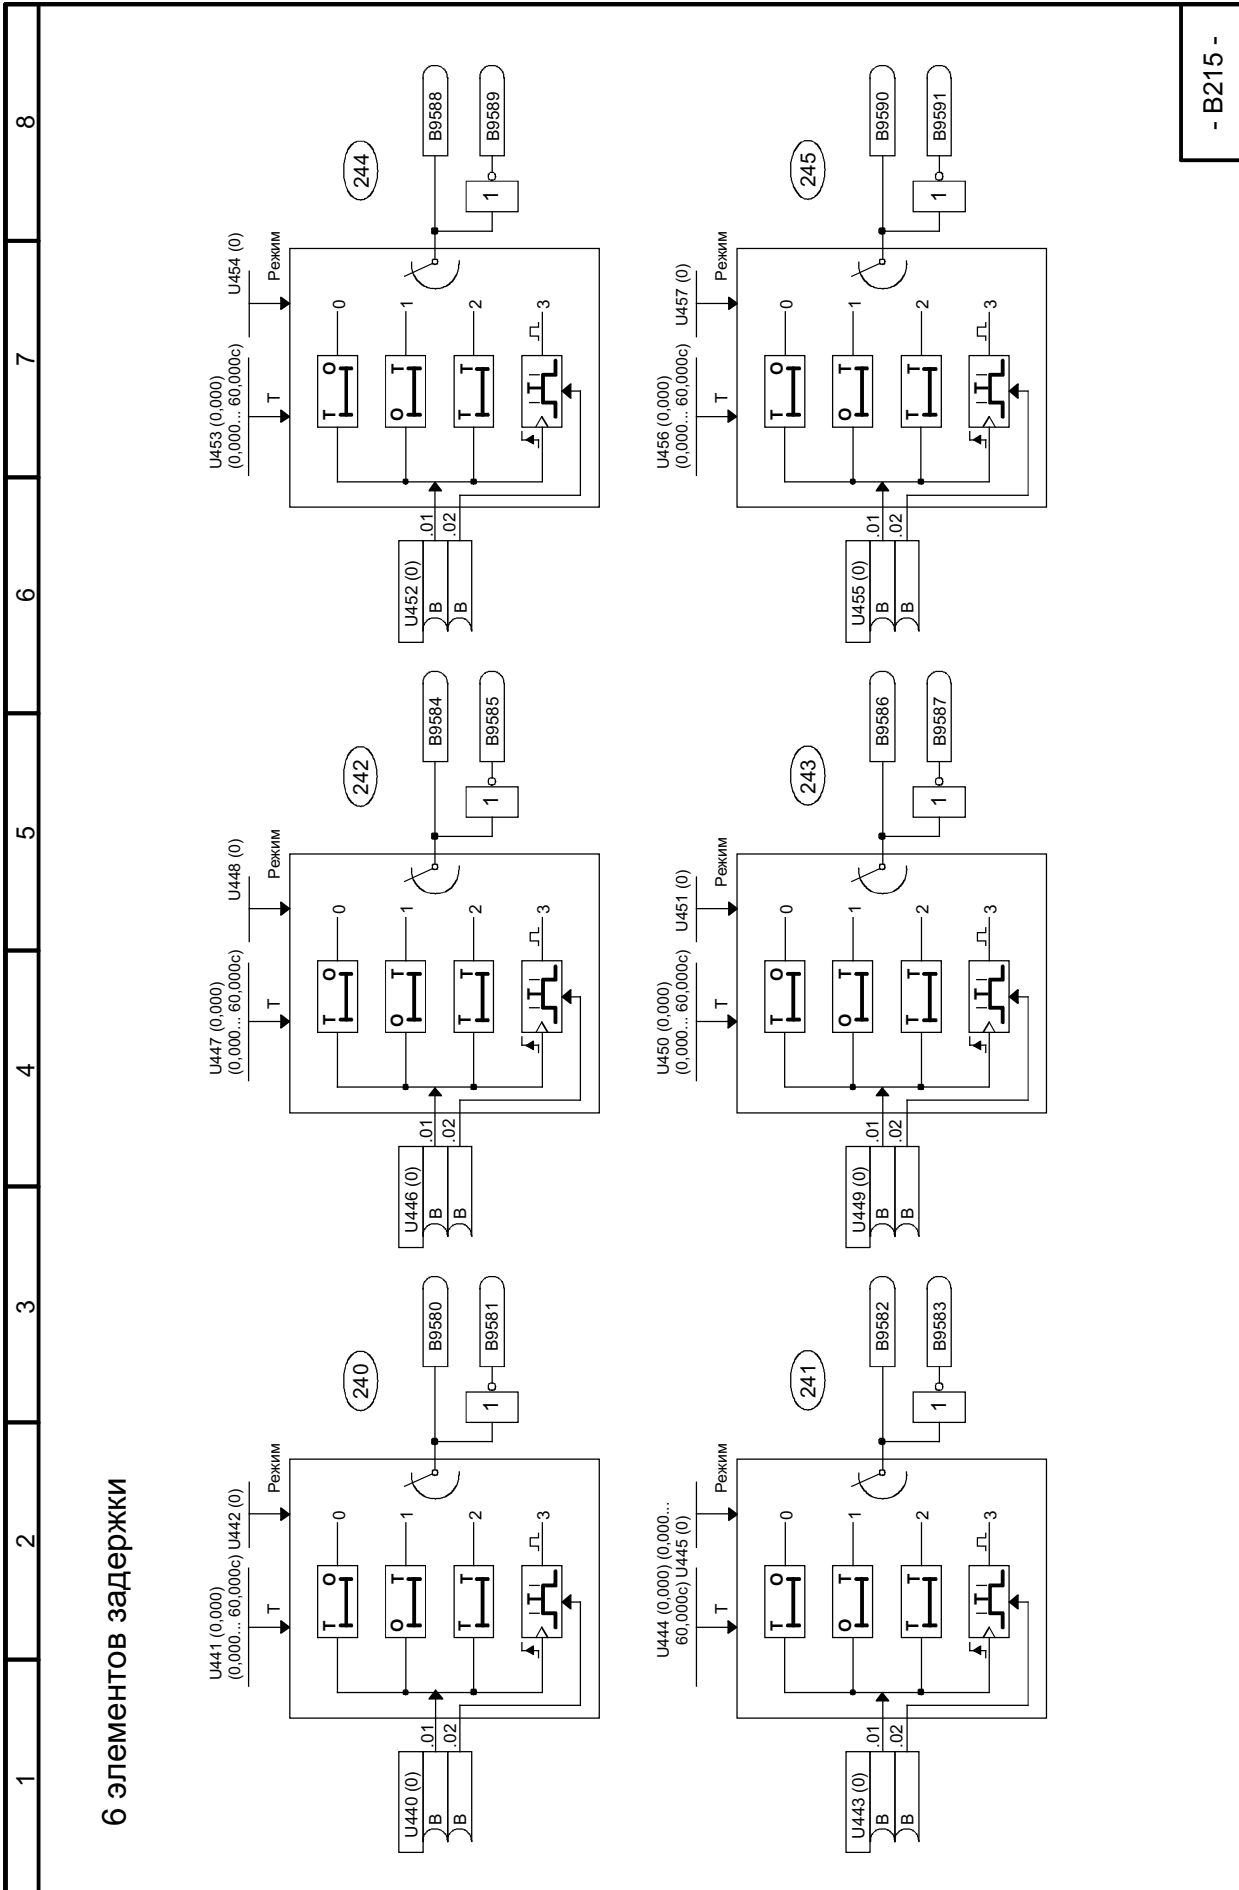 6 элементов задержки
1
2
3
4
5
6
7
8
U441 (0,000)
(0,000... 60,000с)
U442 (0)
T
Режим
240
U440 (0)
B
B
.01
.02
T
O
0
O
T
1
T
T
2
T
3
1
B9580
B9581
U447 (0,000)
(0,000... 60,000с)
U448 (0)
T
Режим
242
U446 (0)
B
B
.01
.02
T
O
0
O
T
1
T
T
2
T
3
1
B9584
B9585
U453 (0,000)
(0,000... 60,000с)
U454 (0)
T
Режим
244
U452 (0)
B
B
.01
.02
T
O
0
O
T
1
T
T
2
T
3
1
B9588
B9589
U444 (0,000) (0,000...
60,000с) U445 (0)
T
Режим
241
U443 (0)
B
B
.01
.02
T
O
0
O
T
1
T
T
2
T
3
1
B9582
B9583
U450 (0,000)
(0,000... 60,000с)
U451 (0)
T
Режим
243
U449 (0)
B
B
.01
.02
T
O
0
O
T
1
T
T
2
T
3
1
B9586
B9587
U456 (0,000)
(0,000... 60,000с)
U457 (0)
T
Режим
245
U455 (0)
B
B
.01
.02
T
O
0
O
T
1
T
T
2
T
3
1
B9590
B9591
- B215 -